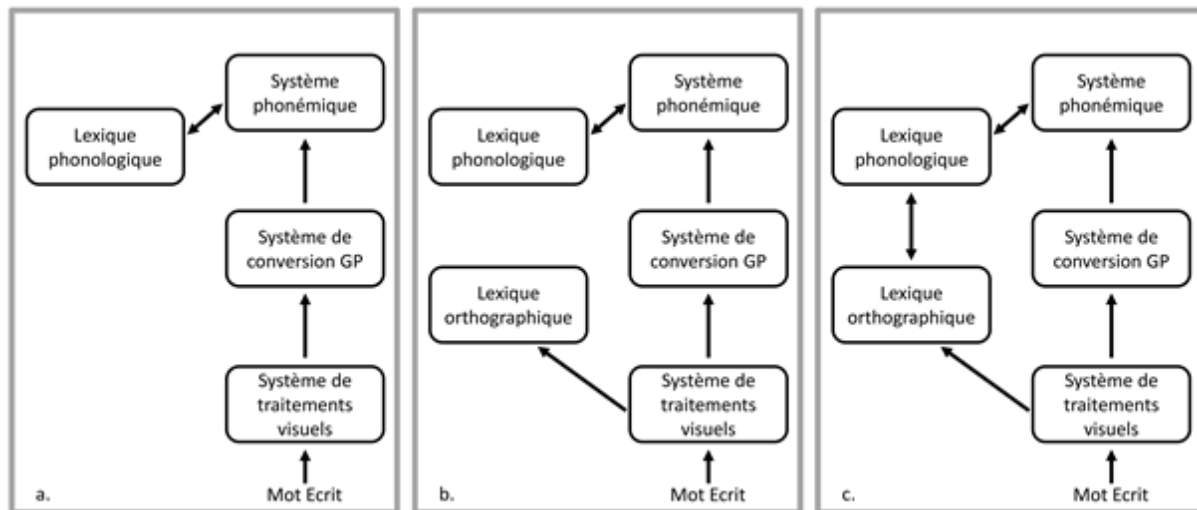 Système
phonémique
Lexique
phonologique
Système de
conversion GP
Système de
traitements
visuels
a.
Mot Ecrit
Système
phonémique
Lexique
phonologique
Système de
conversion GP
Lexique
orthographique
Système de
traitements
visuels
b.
Mot Ecrit
Système
phonémique
Lexique
phonologique
Système de
conversion GP
Lexique
orthographique
Système de
traitements
visuels
c.
Mot Ecrit